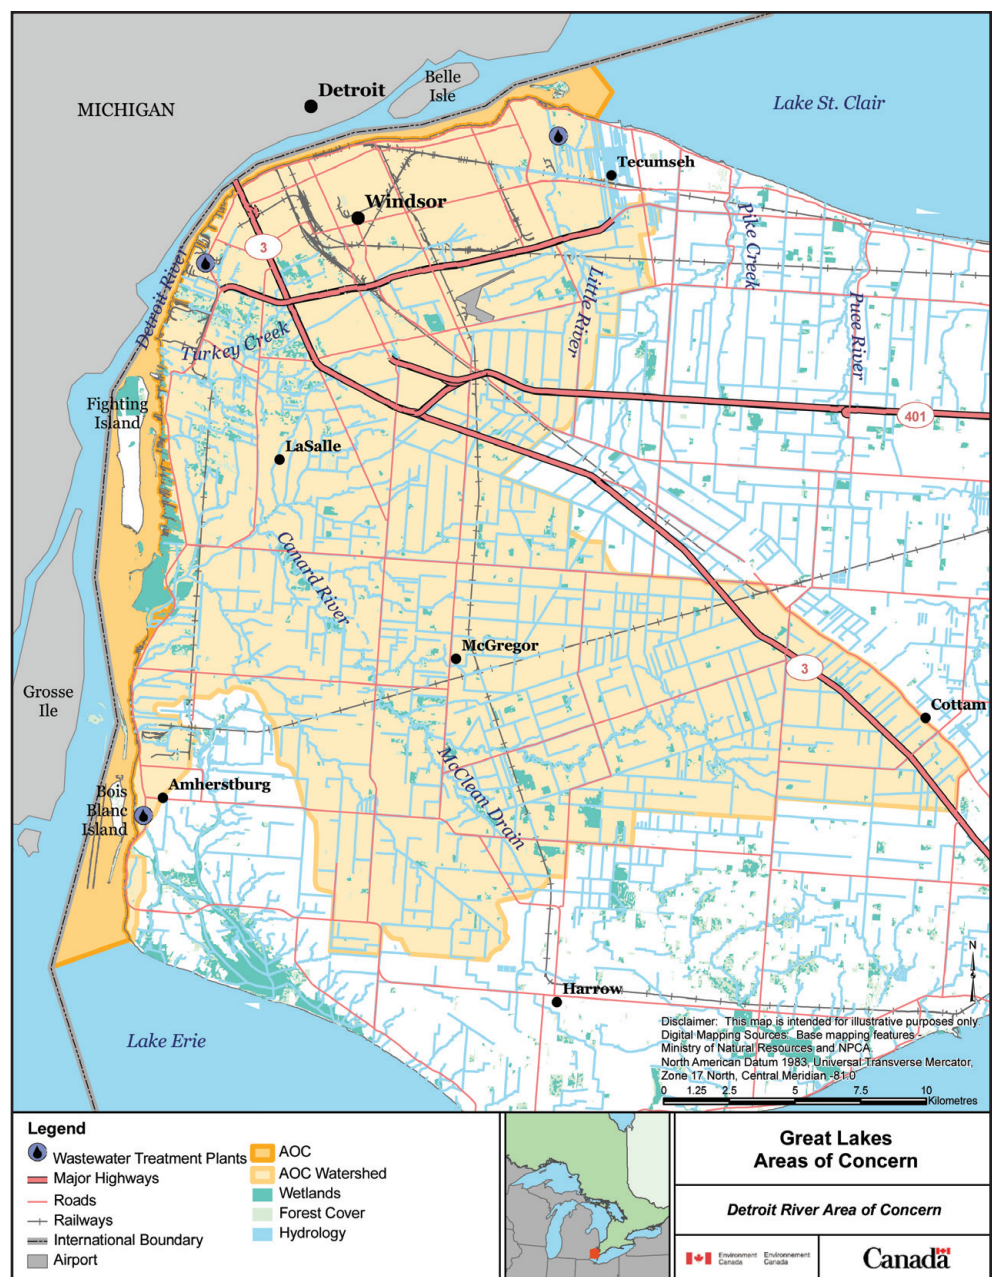 MICHIGAN
Detroit
Belle
Isle
Lake St. Clair
Tecumseh
Windsor
3
Pike Creek
Detroit River
Little River
Puce River
Turkey Creek
Fighting
Island
401
LaSalle
Canard River
McGregor
3
Grosse
Ile
Cottam
McClean Drain
Amherstburg
Bois
Blanc
Island
Harrow
N
Lake Erie
Disclaimer: This map is intended for illustrative purposes only.
Digital Mapping Sources: Base mapping features -
Ministry of Natural Resources and NPCA
North American Datum 1983, Universal Transverse Mercator,
Zone 17 North, Central Meridian -81.0
0 1.25 2.5 5 7.5 10
Kilometres
Legend
Wastewater Treatment Plants
Major Highways
Roads
Railways
International Boundary
Airport
AOC
AOC Watershed
Wetlands
Forest Cover
Hydrology
Great Lakes
Areas of Concern
Detroit River Area of Concern
Environment Environnement
Canada Canada
Canada